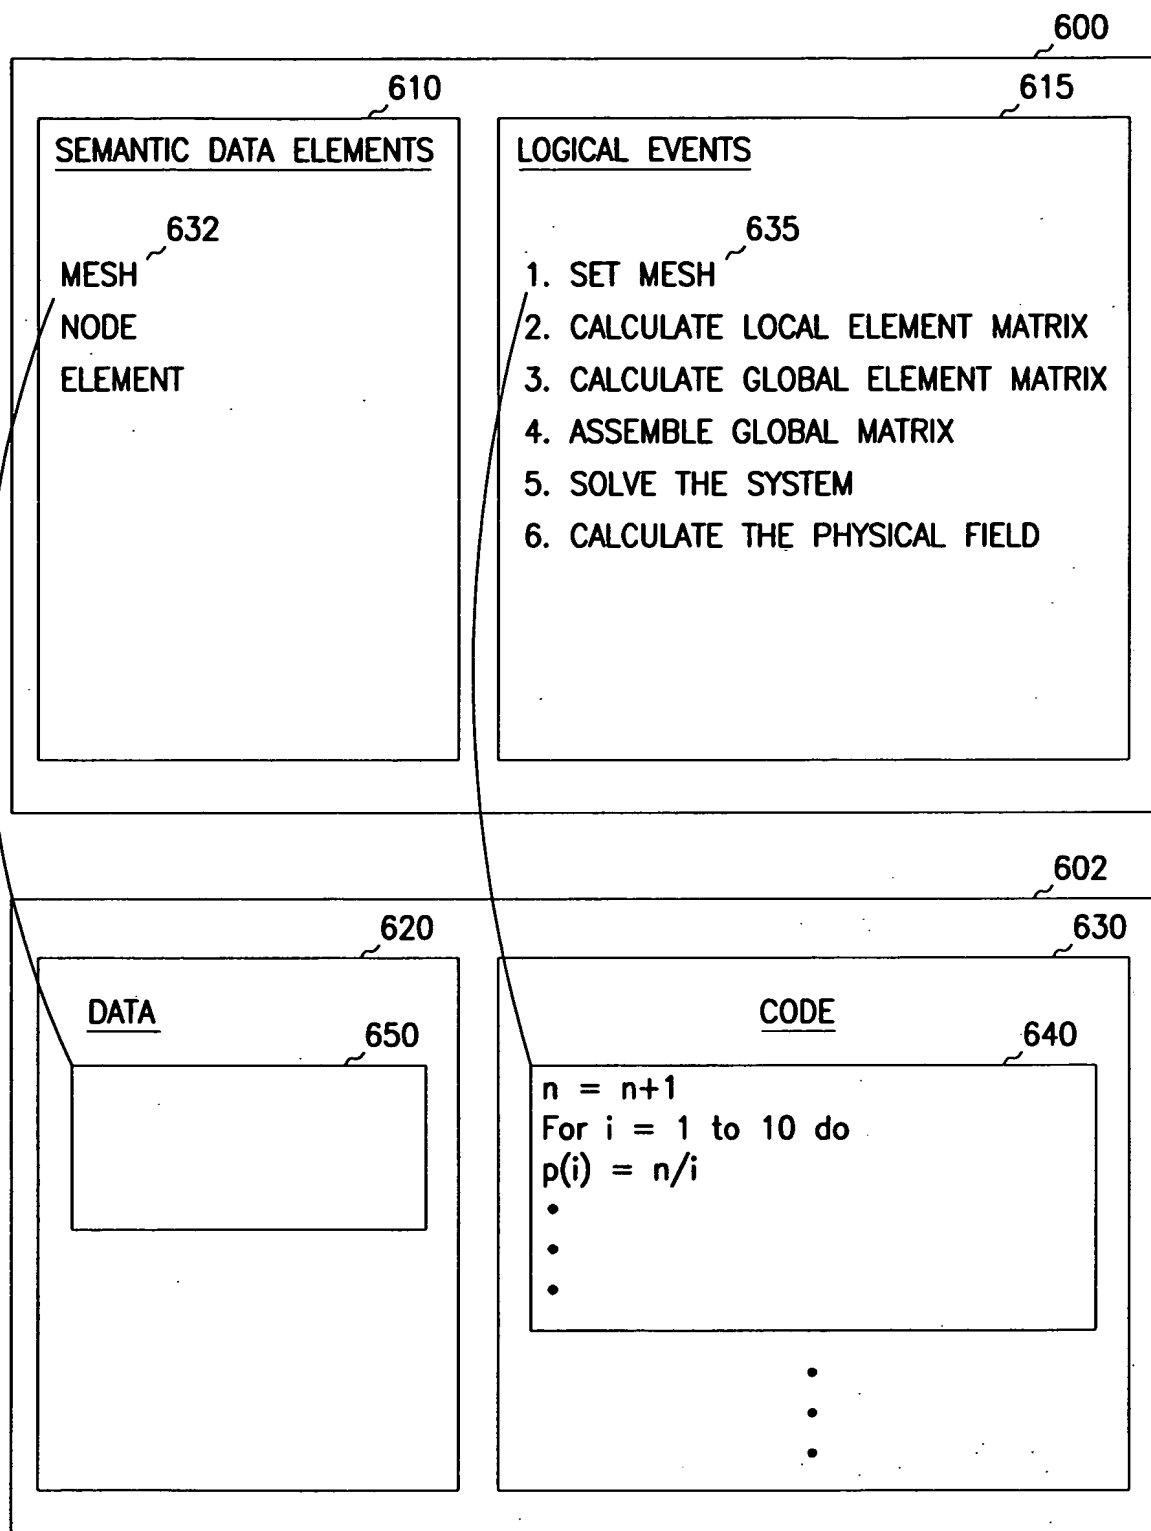 600
610
615
SEMANTIC DATA ELEMENTS
LOGICAL EVENTS
632
635
MESH
NODE
ELEMENT
1. SET MESH
2. CALCULATE LOCAL ELEMENT MATRIX
3. CALCULATE GLOBAL ELEMENT MATRIX
4. ASSEMBLE GLOBAL MATRIX
5. SOLVE THE SYSTEM
6. CALCULATE THE PHYSICAL FIELD
602
620
630
DATA
650
CODE
640
n = n+1
For i = 1 to 10 do
p(i) = n/i